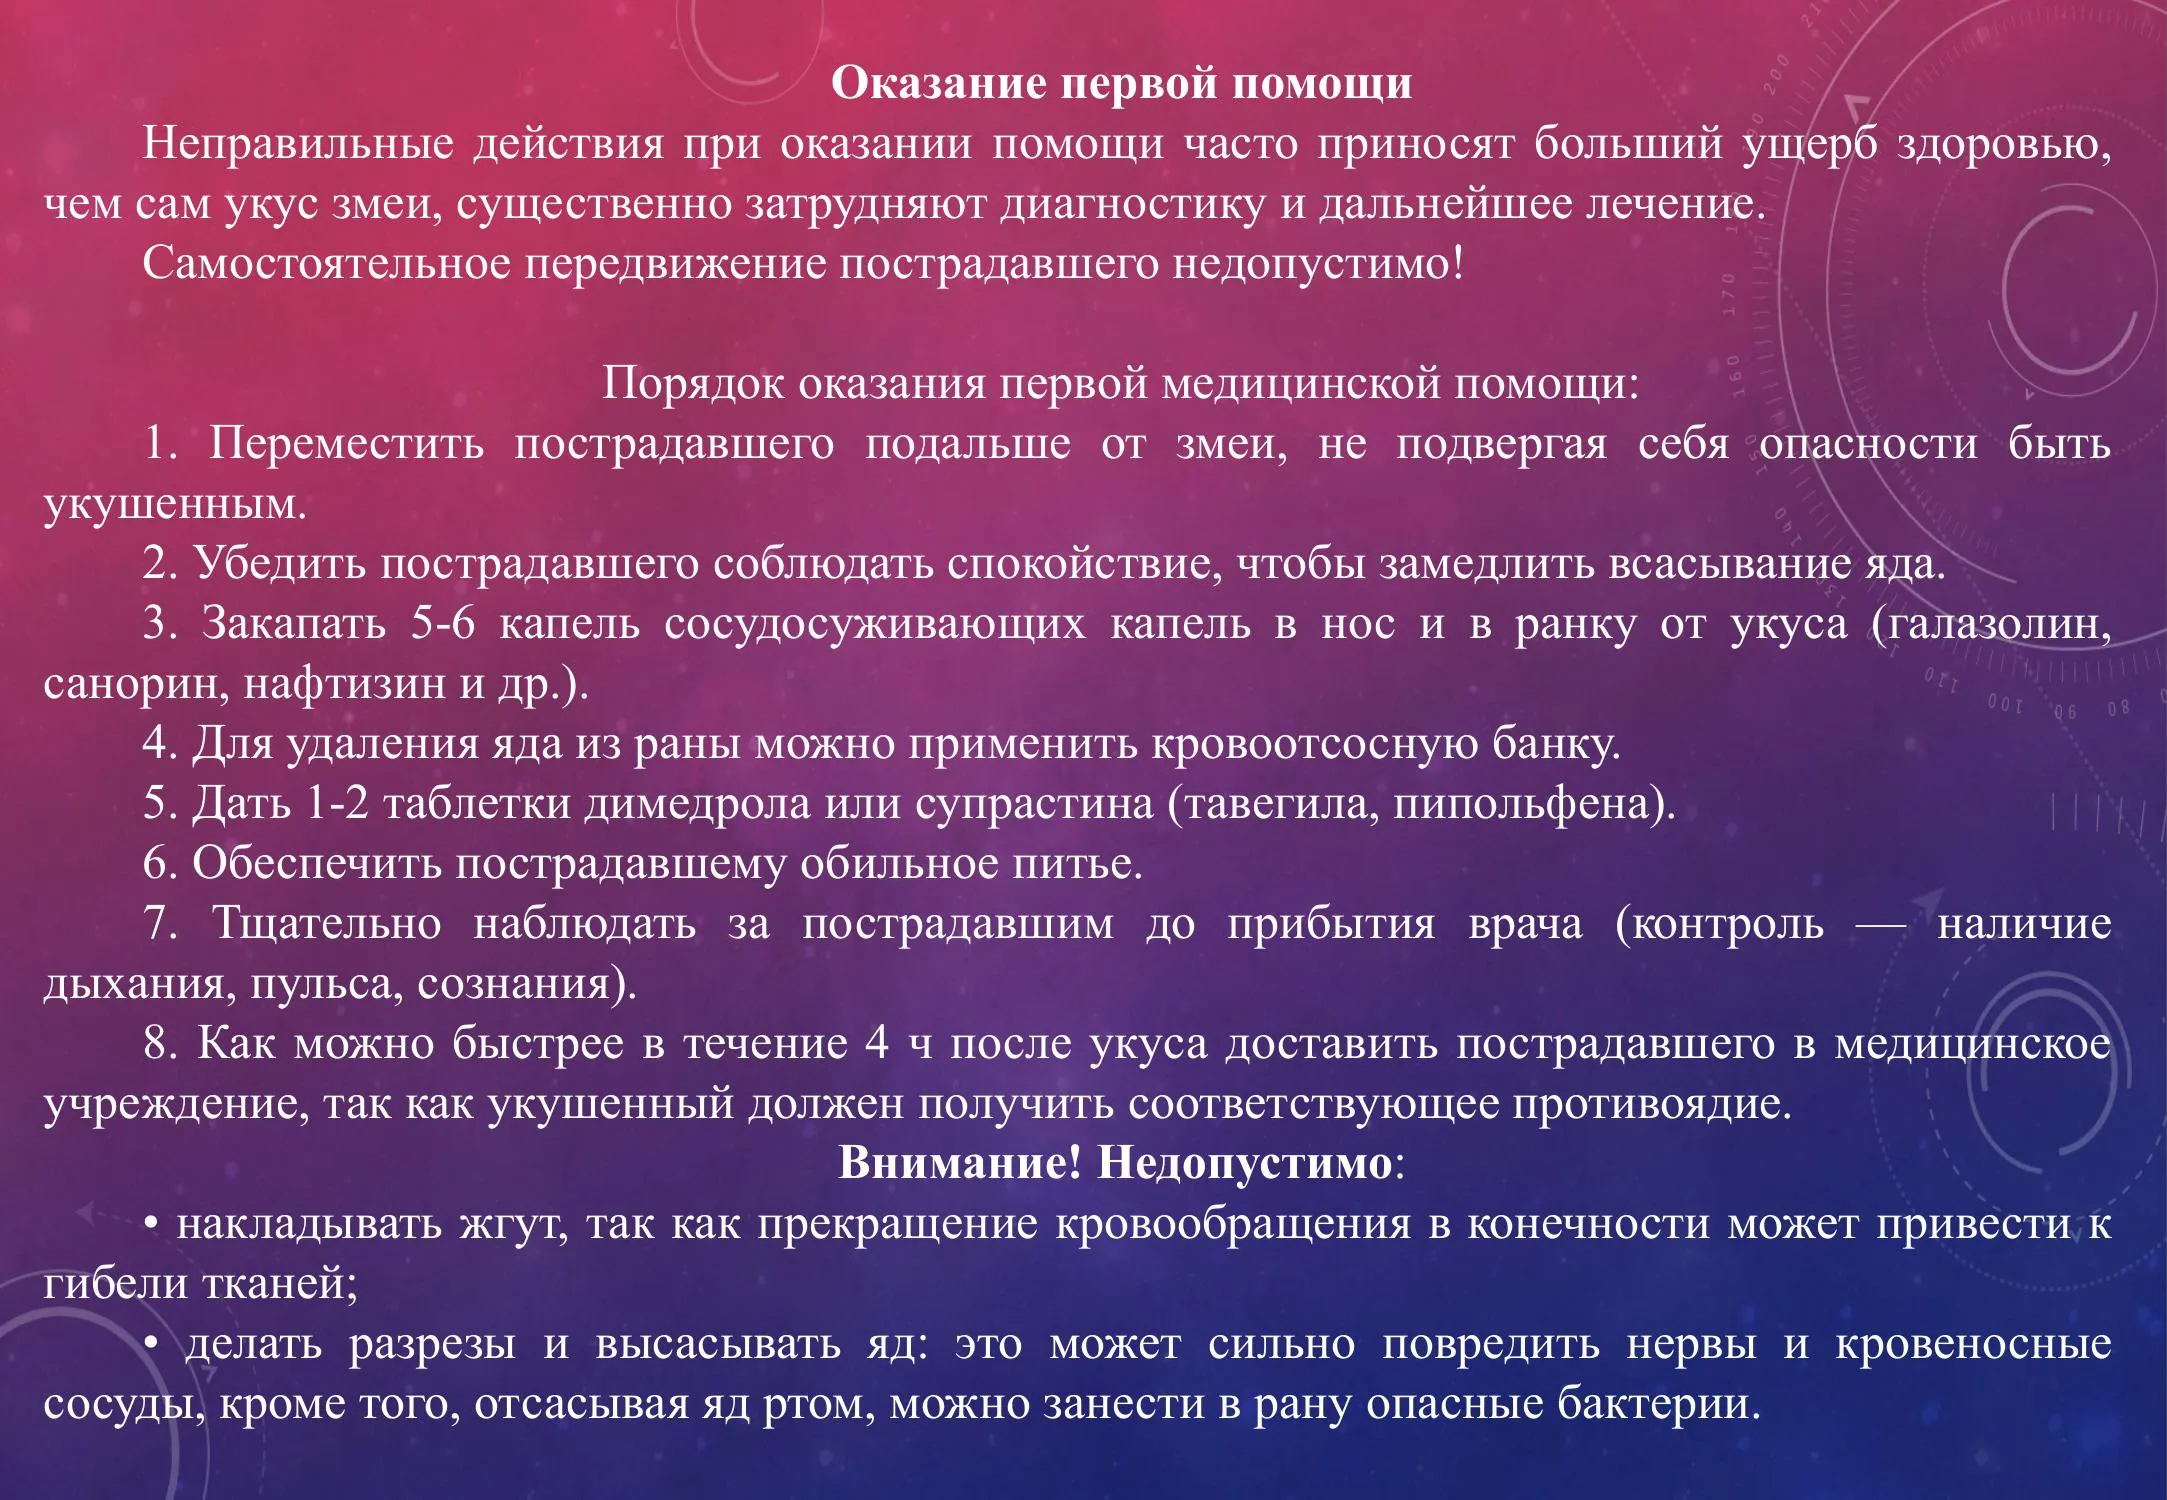 Оказание первой помощи
Неправильные действия при оказании помощи часто приносят больший ущерб здоровью,
чем сам укус змеи, существенно затрудняют диагностику и дальнейшее лечение.
Самостоятельное передвижение пострадавшего недопустимо!
Порядок оказания первой медицинской помощи:
1. Переместить пострадавшего подальше от змеи, не подвергая себя опасности быть
укушенным.
2. Убедить пострадавшего соблюдать спокойствие, чтобы замедлить всасывание яда.
3. Закапать 5-6 капель сосудосуживающих капель в нос и в ранку от укуса (галазолин,
санорин, нафтизин и др.).
4. Для удаления яда из раны можно применить кровоотсосную банку.
5. Дать 1-2 таблетки димедрола или супрастина (тавегила, пипольфена).
6. Обеспечить пострадавшему обильное питье.
7. Тщательно наблюдать за пострадавшим до прибытия врача (контроль — наличие
дыхания, пульса, сознания).
8. Как можно быстрее в течение 4 ч после укуса доставить пострадавшего в медицинское
учреждение, так как укушенный должен получить соответствующее противоядие.
Внимание! Недопустимо:
• накладывать жгут, так как прекращение кровообращения в конечности может привести к
гибели тканей;
• делать разрезы и высасывать яд: это может сильно повредить нервы и кровеносные
сосуды, кроме того, отсасывая яд ртом, можно занести в рану опасные бактерии.